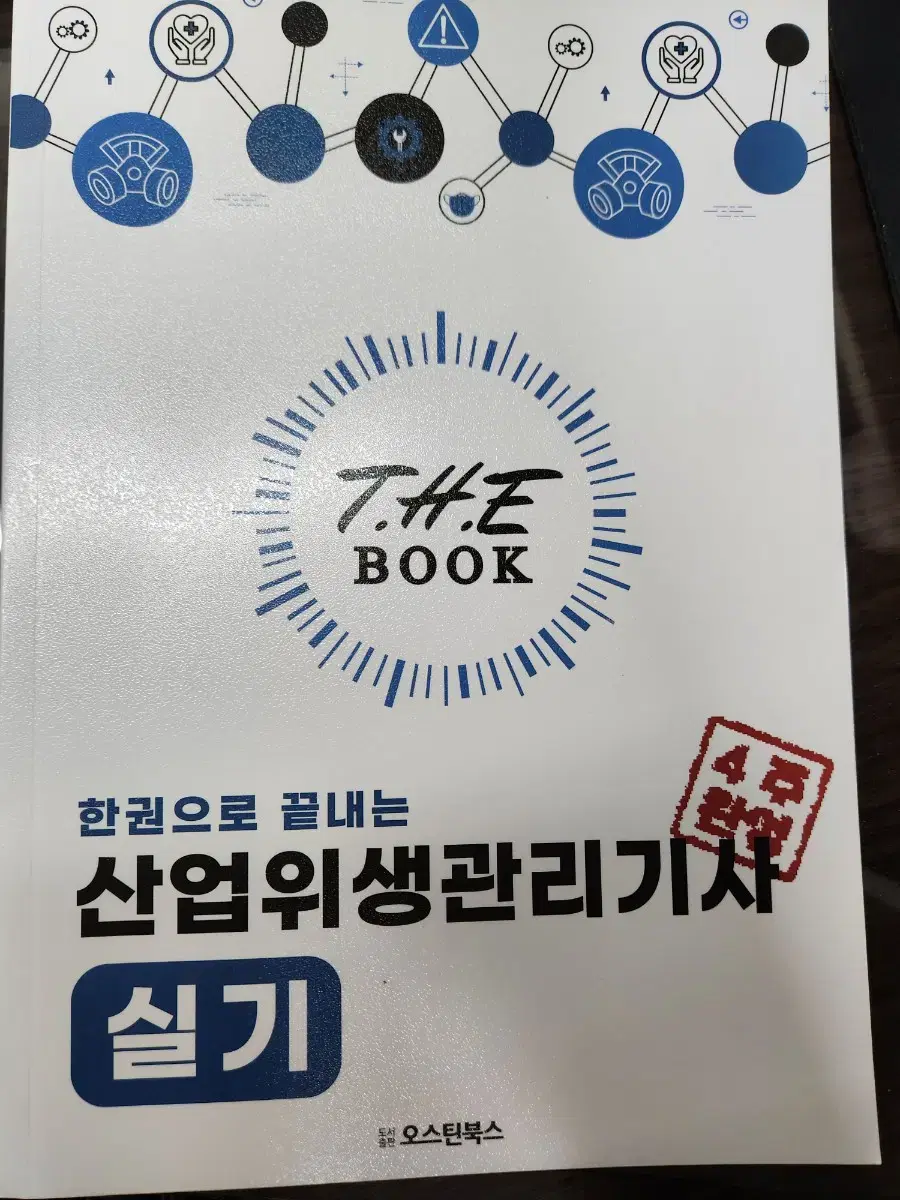 T.H.E
BOOK
4주
완성
한권으로 끝내는
산업위생관리기사
실기
도서
출판
오스틴북스